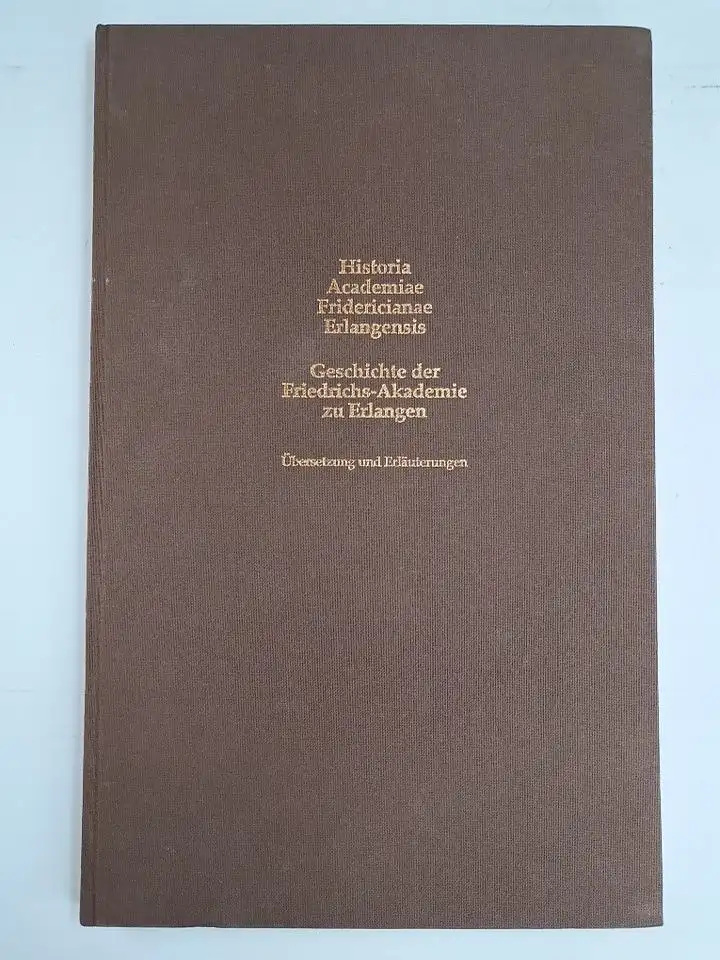 Historia
Academiae
Fridericianae
Erlangensis
Geschichte der
Friedrichs-Akademie
zu Erlangen
Übersetzung und Erläuterungen